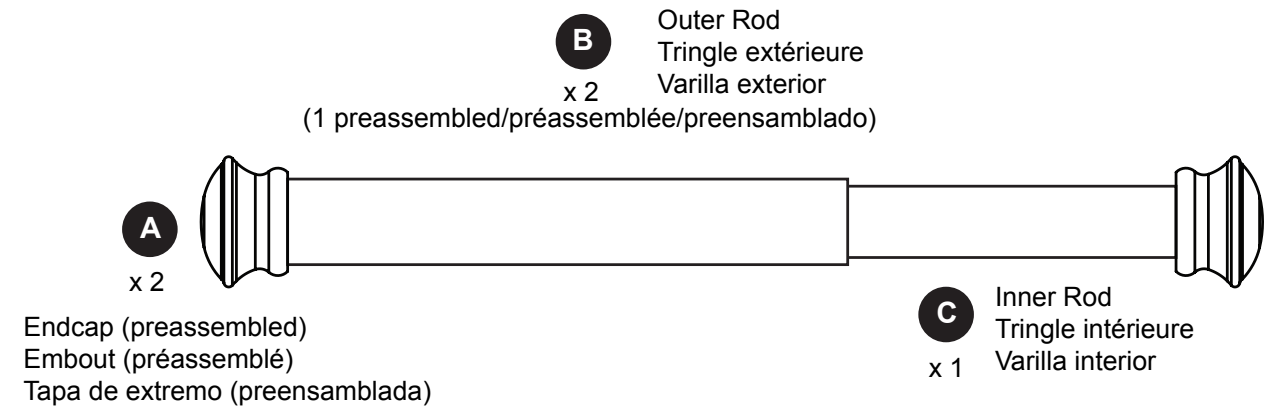 B
x 2
Outer Rod
Tringle extérieure
Varilla exterior
(1 preassembled/préassemblée/preensamblado)
A
x 2
Endcap (preassembled)
Embout (préassemblé)
Tapa de extremo (preensamblada)
C
x 1
Inner Rod
Tringle intérieure
Varilla interior